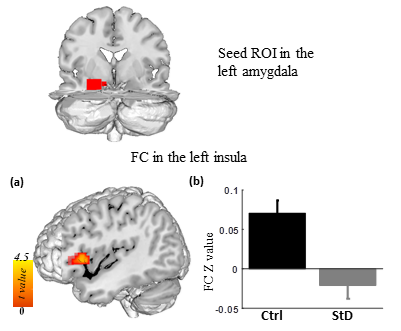 Seed ROI in the
left amygdala
FC in the left insula
(a)
(b)
4.5
t value
0
FC Z value
0.1
0.05
0
-0.05
Ctrl
StD